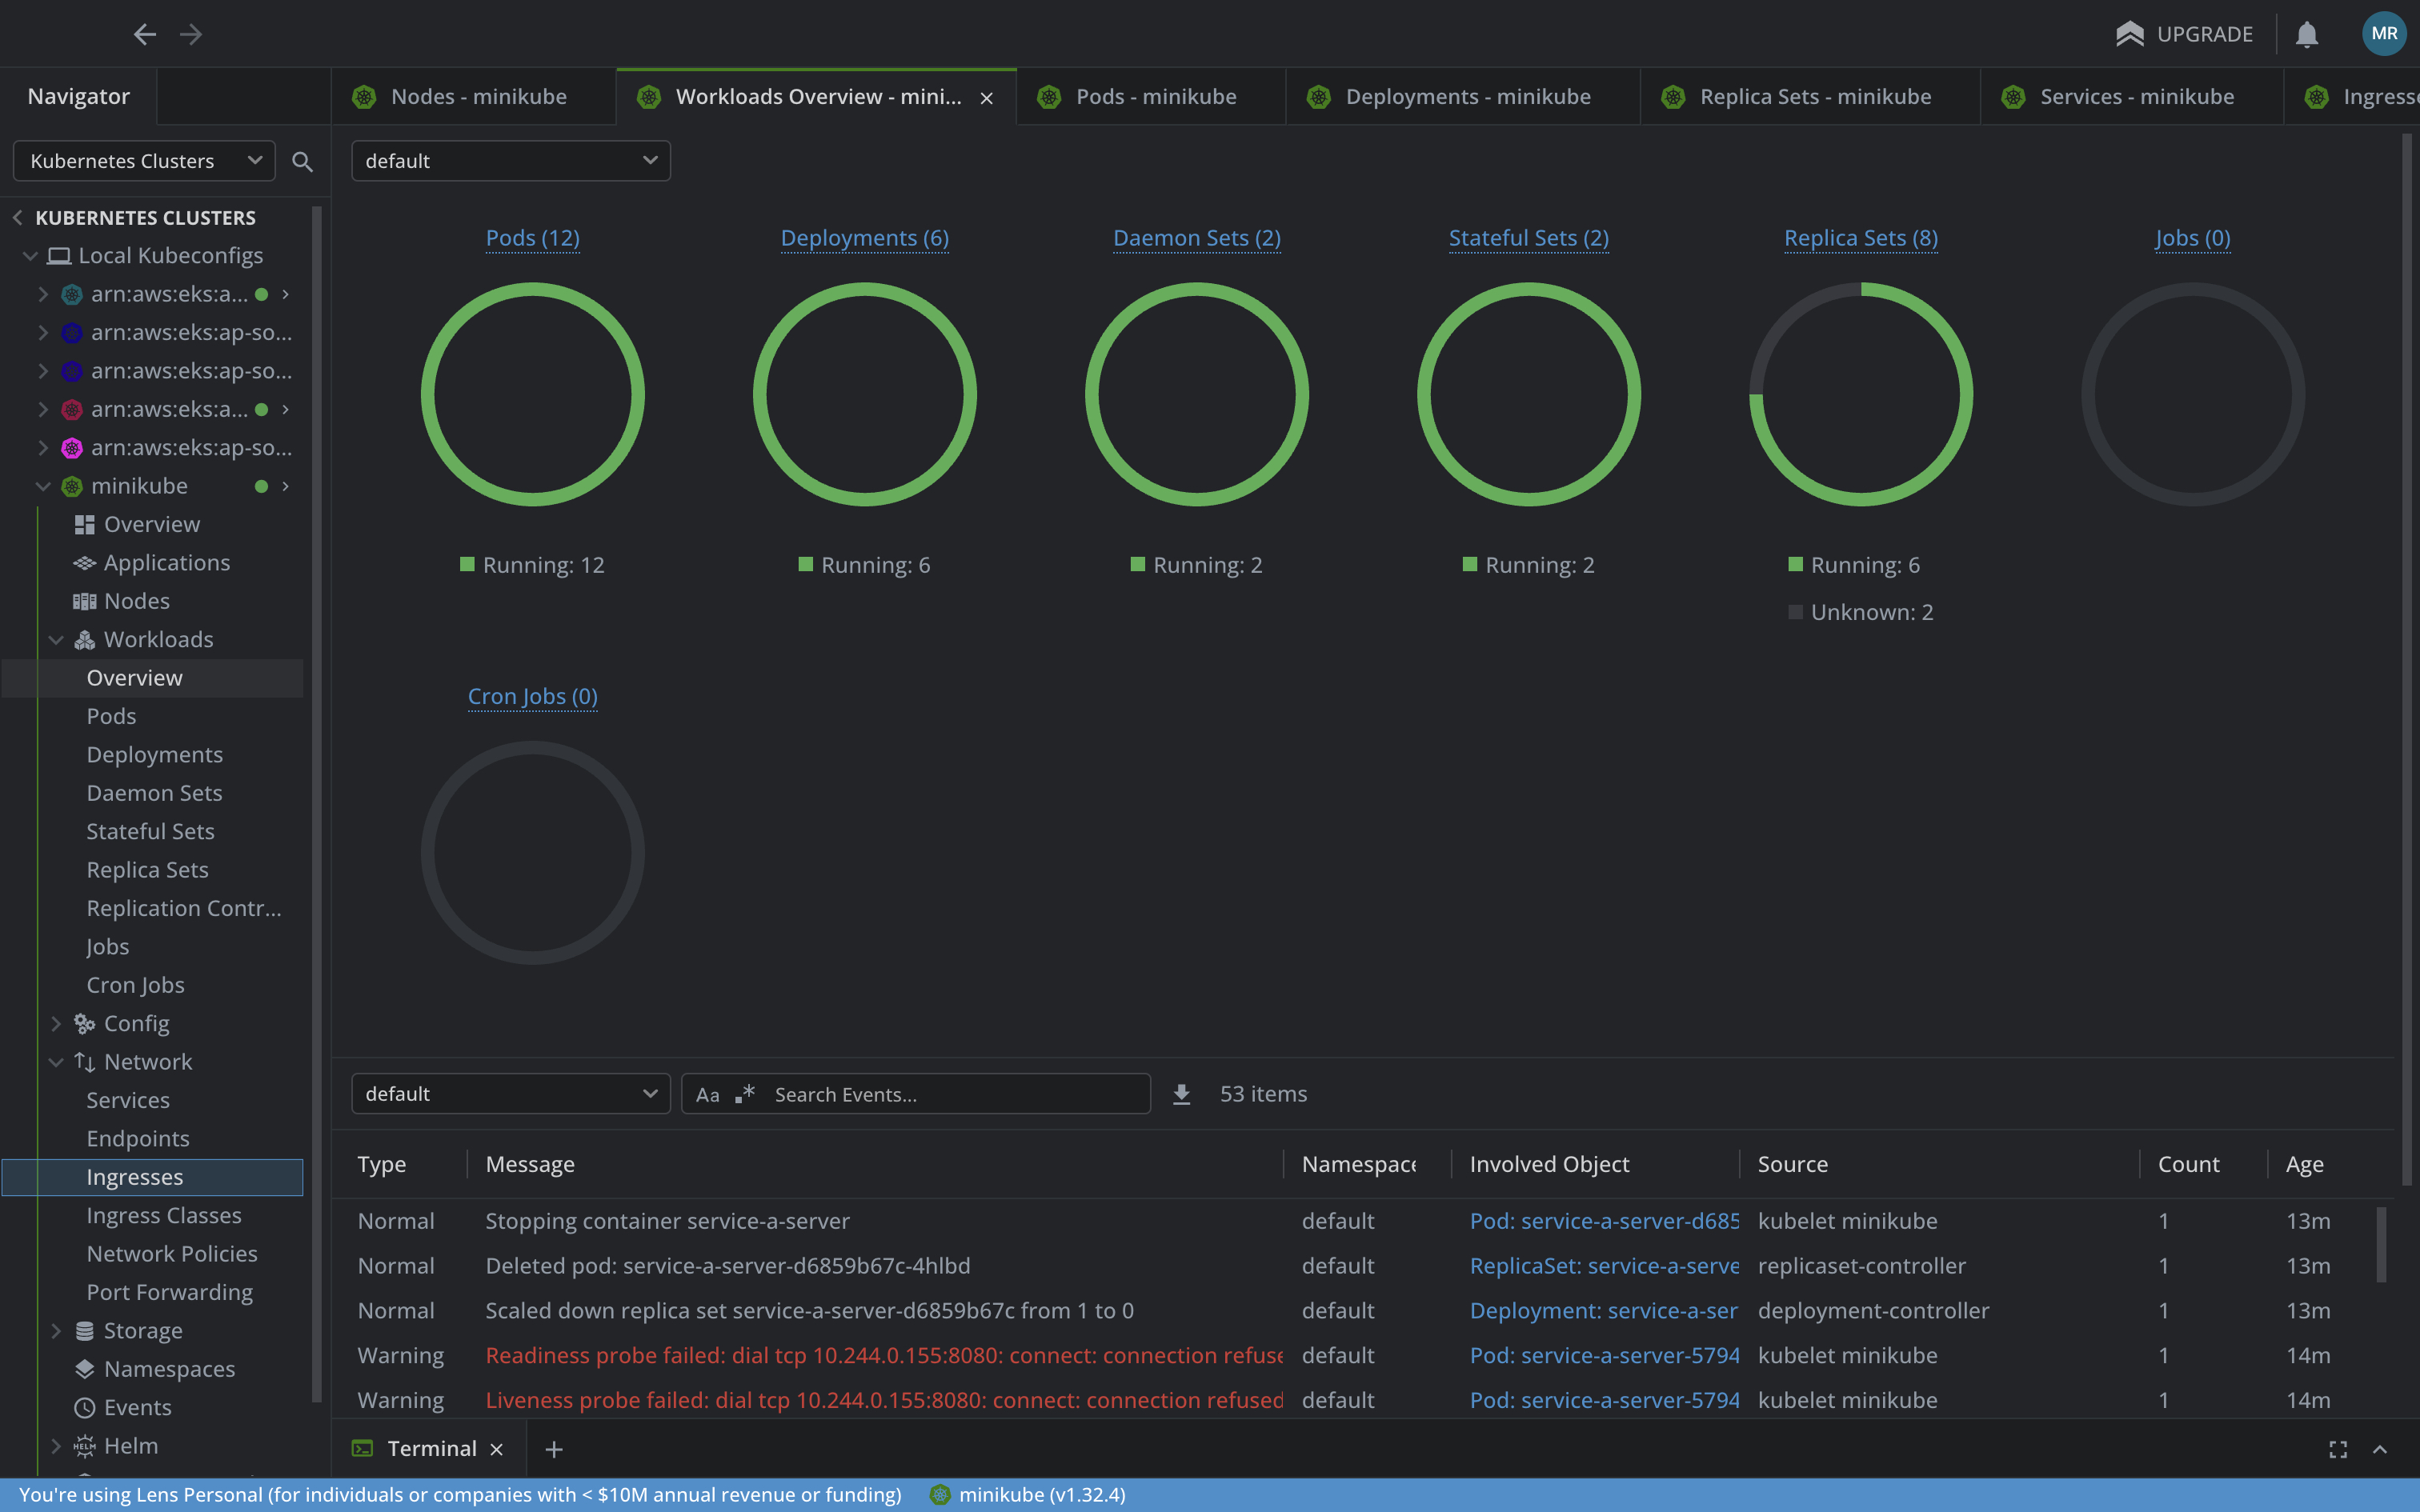 UPGRADE
MR
Navigator
Nodes - minikube
Workloads Overview - mini...
Pods - minikube
Deployments - minikube
Replica Sets - minikube
Services - minikube
Ingress
Kubernetes Clusters
default
KUBERNETES CLUSTERS
Local Kubeconfigs
arn:aws:eks:a...
arn:aws:eks:ap-so...
arn:aws:eks:ap-so...
arn:aws:eks:a...
arn:aws:eks:ap-so...
minikube
Overview
Applications
Nodes
Workloads
Overview
Pods
Deployments
Daemon Sets
Stateful Sets
Replica Sets
Replication Contr...
Jobs
Cron Jobs
Config
Network
Services
Endpoints
Ingresses
Ingress Classes
Network Policies
Port Forwarding
Storage
Namespaces
Events
HELM Helm
Pods (12)
Running: 12
Deployments (6)
Running: 6
Daemon Sets (2)
Running: 2
Stateful Sets (2)
Running: 2
Replica Sets (8)
Running: 6
Unknown: 2
Jobs (0)
Cron Jobs (0)
default
Aa .* Search Events...
53 items
Type Message Namespace Involved Object Source Count Age
Normal Stopping container service-a-server default Pod: service-a-server-d685 kubelet minikube 1 13m
Normal Deleted pod: service-a-server-d6859b67c-4hlbd default ReplicaSet: service-a-serve replicaset-controller 1 13m
Normal Scaled down replica set service-a-server-d6859b67c from 1 to 0 default Deployment: service-a-ser deployment-controller 1 13m
Warning Readiness probe failed: dial tcp 10.244.0.155:8080: connect: connection refuse default Pod: service-a-server-5794 kubelet minikube 1 14m
Warning Liveness probe failed: dial tcp 10.244.0.155:8080: connect: connection refused default Pod: service-a-server-5794 kubelet minikube 1 14m
Terminal
You're using Lens Personal (for individuals or companies with < $10M annual revenue or funding)
minikube (v1.32.4)